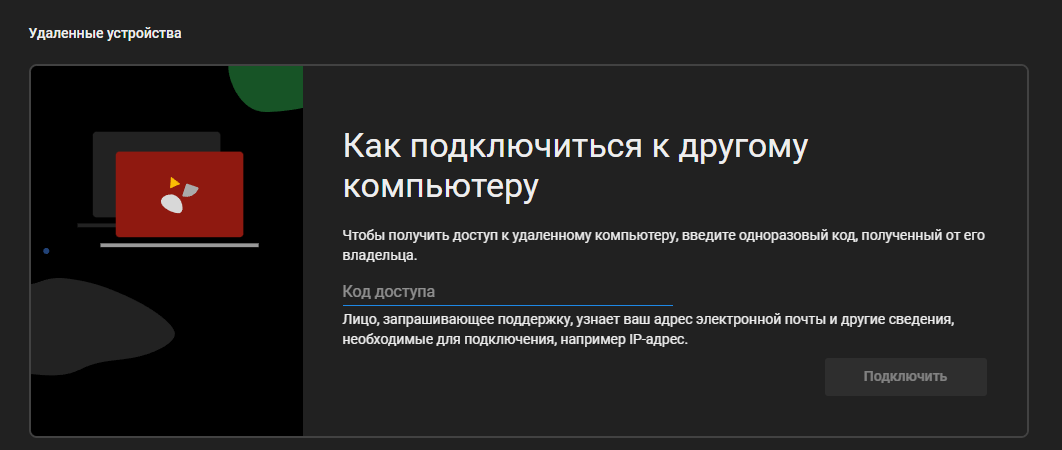 Удаленные устройства
Как подключиться к другому
компьютеру
Чтобы получить доступ к удаленному компьютеру, введите одноразовый код, полученный от его
владельца.
Код доступа
Лицо, запрашивающее поддержку, узнает ваш адрес электронной почты и другие сведения,
необходимые для подключения, например IP-адрес.
Подключить